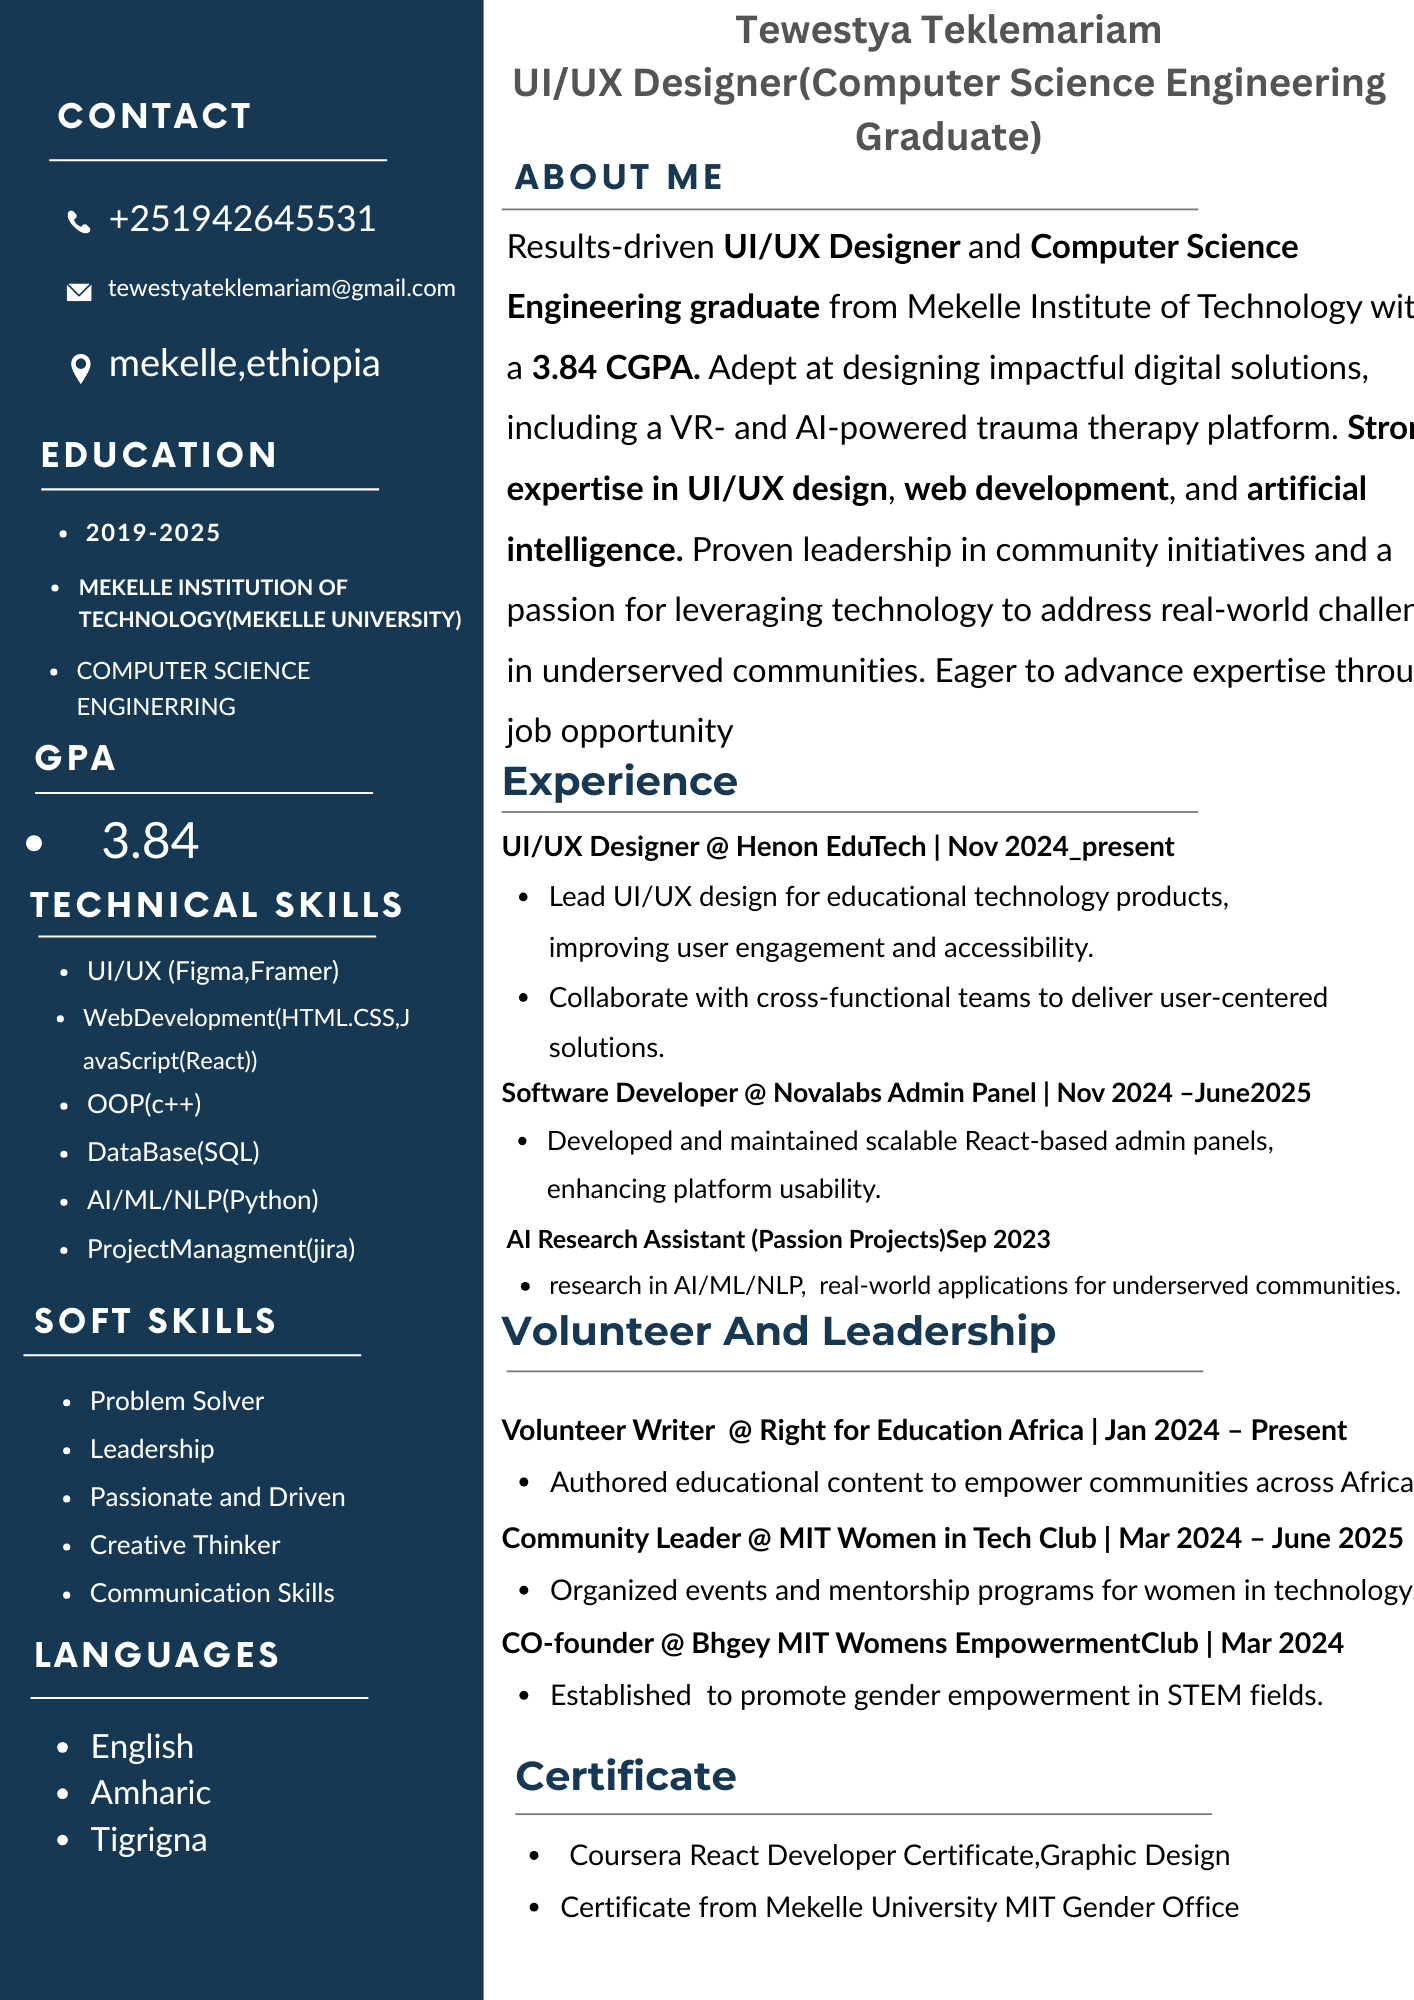 CONTACT
+251942645531
tewestyateklemariam@gmail.com
mekelle,ethiopia
EDUCATION
• 2019-2025
• MEKELLE INSTITUTION OF
TECHNOLOGY(MEKELLE UNIVERSITY)
• COMPUTER SCIENCE
ENGINERRING
GPA
• 3.84
TECHNICAL SKILLS
• UI/UX (Figma,Framer)
• WebDevelopment(HTML.CSS,J
avaScript(React))
• OOP(c++)
• DataBase(SQL)
• AI/ML/NLP(Python)
• ProjectManagment(jira)
SOFT SKILLS
• Problem Solver
• Leadership
• Passionate and Driven
• Creative Thinker
• Communication Skills
LANGUAGES
• English
• Amharic
• Tigrigna
Tewestya Teklemariam
UI/UX Designer(Computer Science Engineering
Graduate)
ABOUT ME
Results-driven UI/UX Designer and Computer Science
Engineering graduate from Mekelle Institute of Technology wit
a 3.84 CGPA. Adept at designing impactful digital solutions,
including a VR- and AI-powered trauma therapy platform. Stron
expertise in UI/UX design, web development, and artificial
intelligence. Proven leadership in community initiatives and a
passion for leveraging technology to address real-world challen
in underserved communities. Eager to advance expertise throu
job opportunity
Experience
UI/UX Designer @ Henon EduTech | Nov 2024_present
• Lead UI/UX design for educational technology products,
improving user engagement and accessibility.
• Collaborate with cross-functional teams to deliver user-centered
solutions.
Software Developer @ Novalabs Admin Panel | Nov 2024 –June2025
• Developed and maintained scalable React-based admin panels,
enhancing platform usability.
AI Research Assistant (Passion Projects)Sep 2023
• research in AI/ML/NLP,  real-world applications for underserved communities.
Volunteer And Leadership
Volunteer Writer  @ Right for Education Africa | Jan 2024 – Present
• Authored educational content to empower communities across Africa
Community Leader @ MIT Women in Tech Club | Mar 2024 – June 2025
• Organized events and mentorship programs for women in technology.
CO-founder @ Bhgey MIT Womens EmpowermentClub | Mar 2024
• Established  to promote gender empowerment in STEM fields.
Certificate
• Coursera React Developer Certificate,Graphic Design
• Certificate from Mekelle University MIT Gender Office